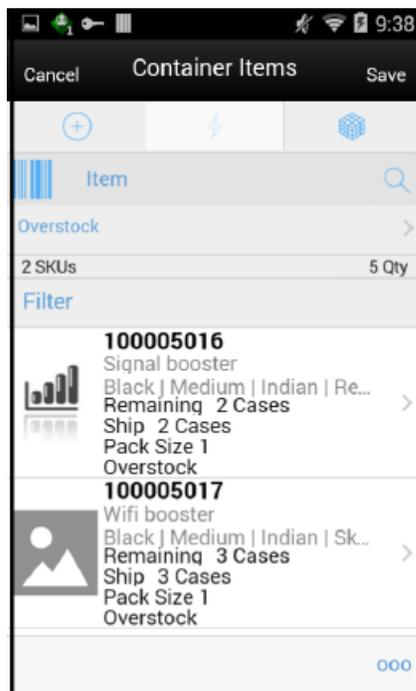 9:38
Cancel Container Items Save
Item
Overstock
2 SKUs 5 Qty
Filter
100005016
Signal booster
Black | Medium | Indian | Re...
Remaining 2 Cases
Ship 2 Cases
Pack Size 1
Overstock
100005017
Wifi booster
Black | Medium | Indian | Sk...
Remaining 3 Cases
Ship 3 Cases
Pack Size 1
Overstock